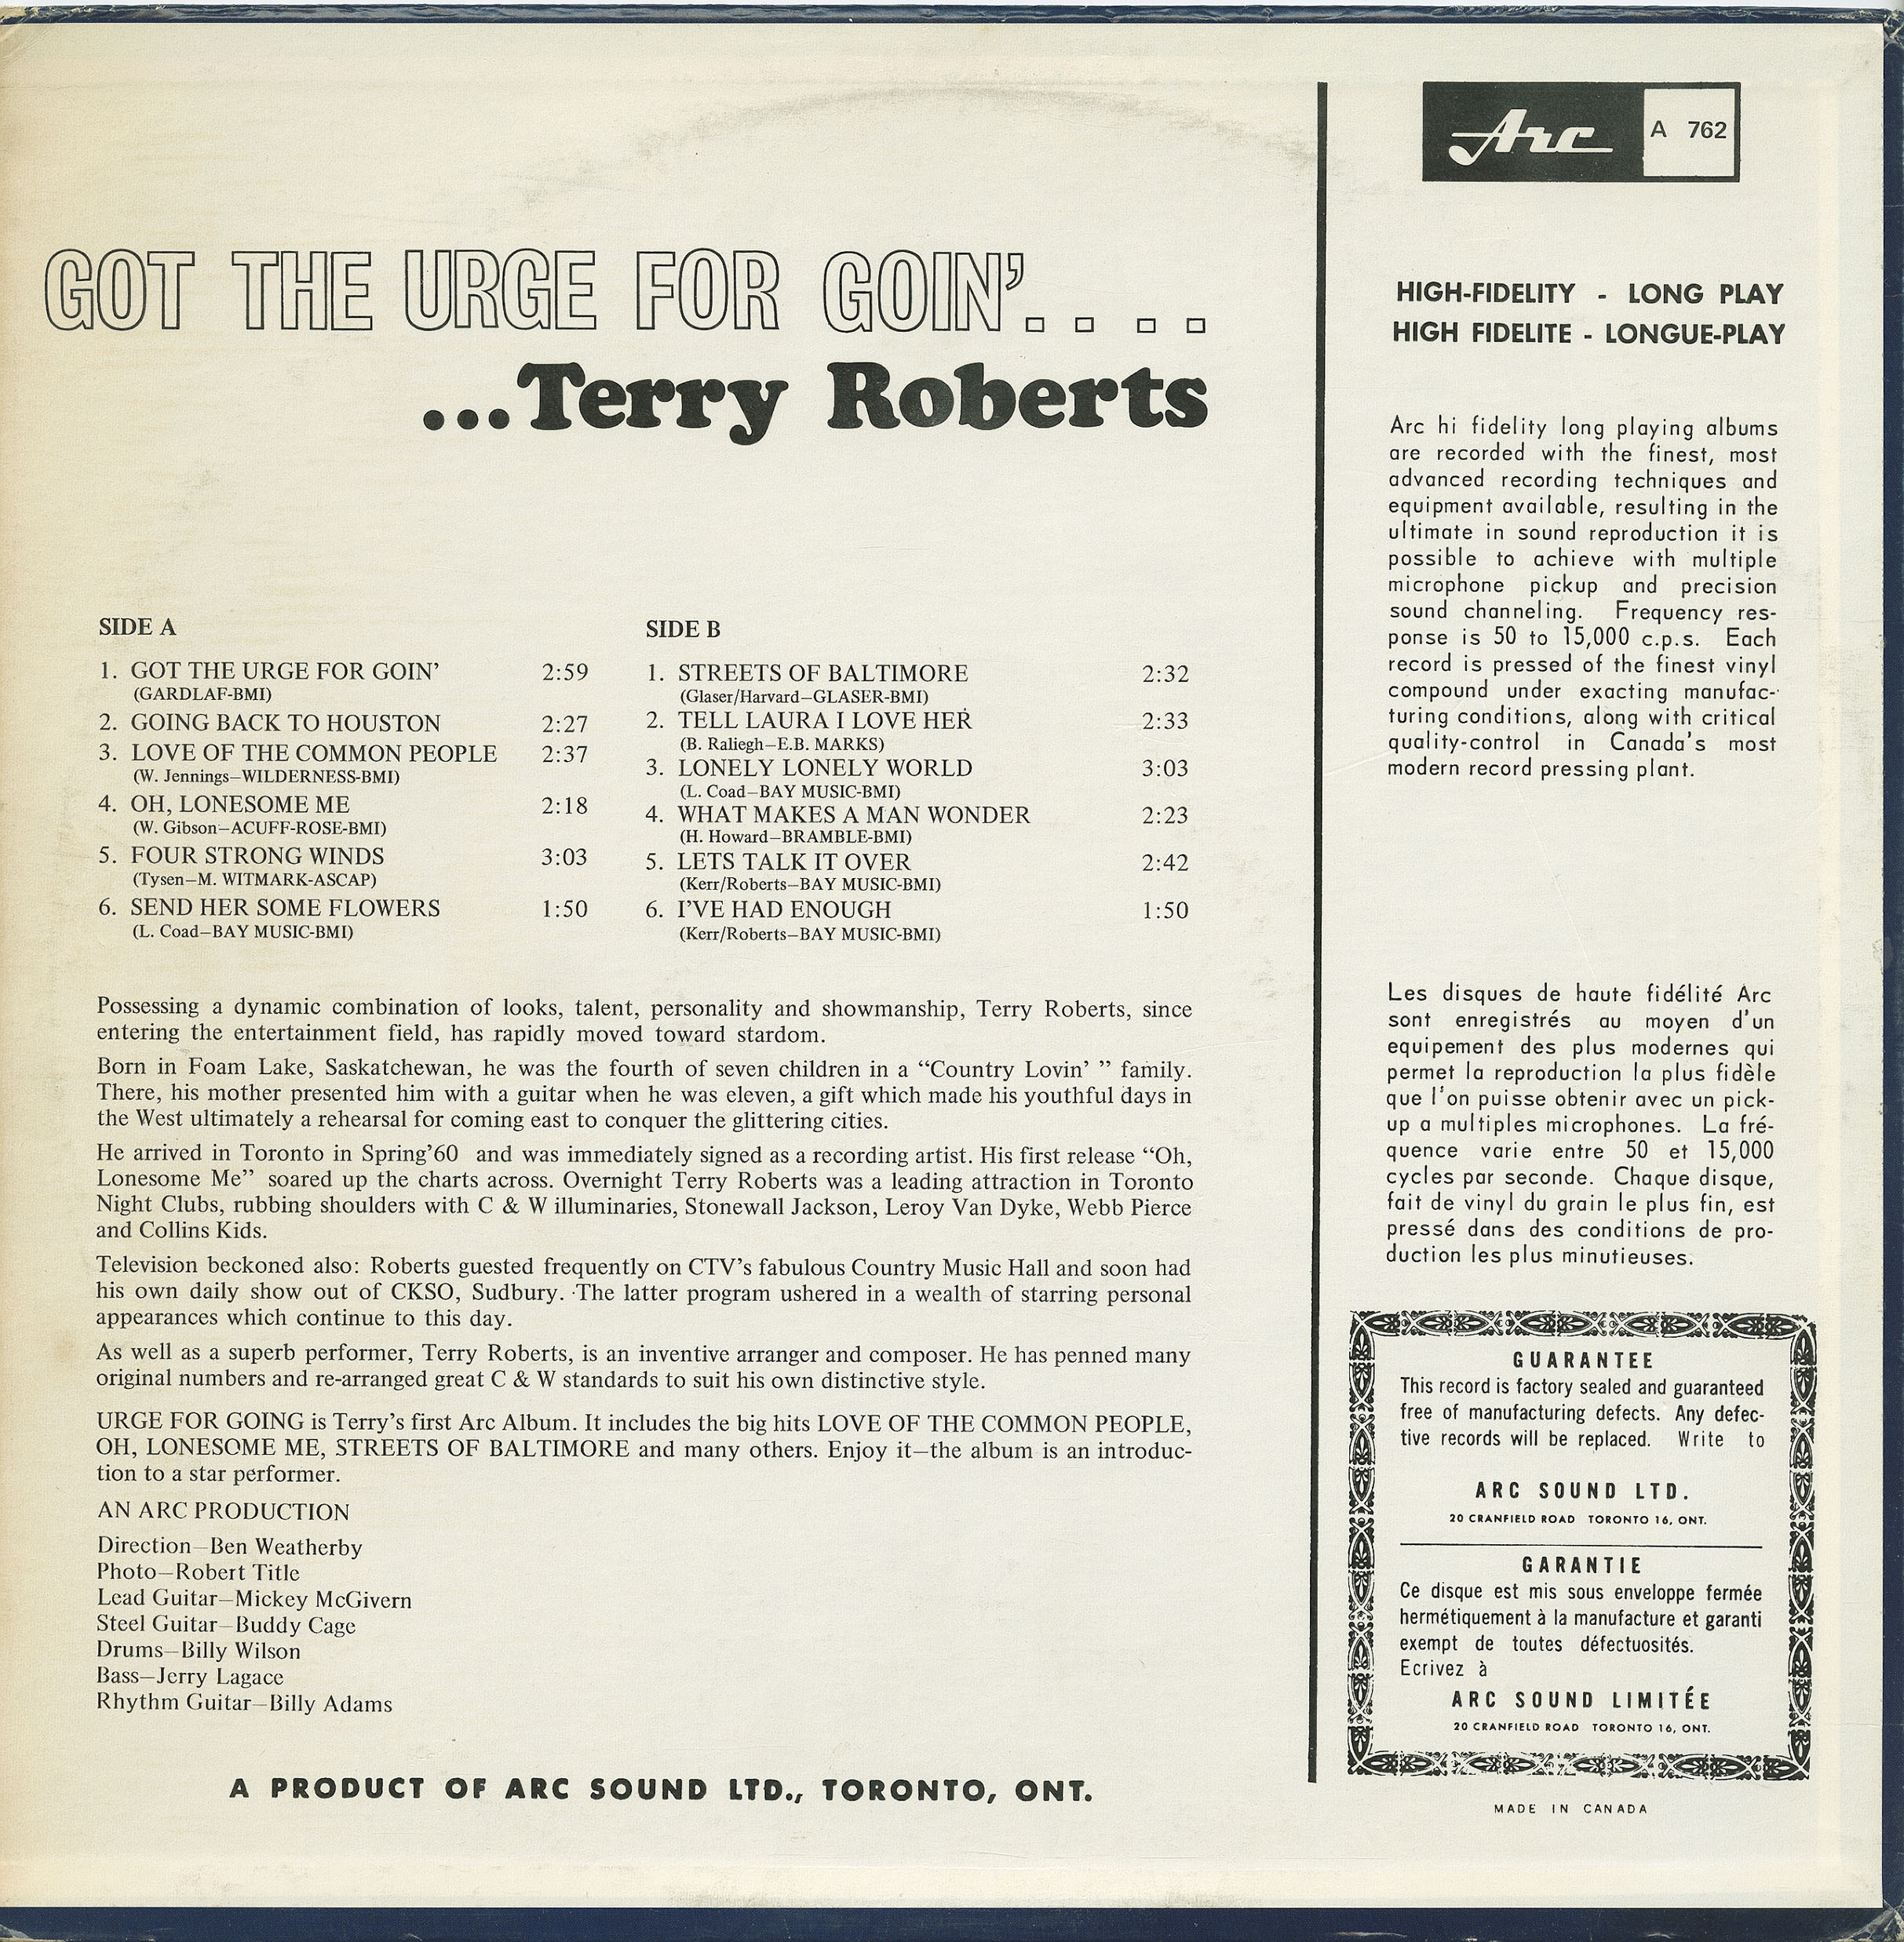 Arc A 762
GOT THE URGE FOR GOIN'. . . .
...Terry Roberts
SIDE A
1. GOT THE URGE FOR GOIN' 2:59
(GARDLAF-BMI)
2. GOING BACK TO HOUSTON 2:27
3. LOVE OF THE COMMON PEOPLE 2:37
(W. Jennings—WILDERNESS-BMI)
4. OH, LONESOME ME 2:18
(W. Gibson—ACUFF-ROSE-BMI)
5. FOUR STRONG WINDS 3:03
(Tysen—M. WITMARK-ASCAP)
6. SEND HER SOME FLOWERS 1:50
(L. Coad—BAY MUSIC-BMI)
SIDE B
1. STREETS OF BALTIMORE 2:32
(Glaser/Harvard—GLASER-BMI)
2. TELL LAURA I LOVE HER 2:33
(B. Raliegh—E.B. MARKS)
3. LONELY LONELY WORLD 3:03
(L. Coad—BAY MUSIC-BMI)
4. WHAT MAKES A MAN WONDER 2:23
(H. Howard—BRAMBLE-BMI)
5. LETS TALK IT OVER 2:42
(Kerr/Roberts—BAY MUSIC-BMI)
6. I'VE HAD ENOUGH 1:50
(Kerr/Roberts—BAY MUSIC-BMI)
Possessing a dynamic combination of looks, talent, personality and showmanship, Terry Roberts, since
entering the entertainment field, has rapidly moved toward stardom.
Born in Foam Lake, Saskatchewan, he was the fourth of seven children in a “Country Lovin' ” family.
There, his mother presented him with a guitar when he was eleven, a gift which made his youthful days in
the West ultimately a rehearsal for coming east to conquer the glittering cities.
He arrived in Toronto in Spring'60 and was immediately signed as a recording artist. His first release “Oh,
Lonesome Me” soared up the charts across. Overnight Terry Roberts was a leading attraction in Toronto
Night Clubs, rubbing shoulders with C & W illuminaries, Stonewall Jackson, Leroy Van Dyke, Webb Pierce
and Collins Kids.
Television beckoned also: Roberts guested frequently on CTV's fabulous Country Music Hall and soon had
his own daily show out of CKSO, Sudbury. The latter program ushered in a wealth of starring personal
appearances which continue to this day.
As well as a superb performer, Terry Roberts, is an inventive arranger and composer. He has penned many
original numbers and re-arranged great C & W standards to suit his own distinctive style.
URGE FOR GOING is Terry's first Arc Album. It includes the big hits LOVE OF THE COMMON PEOPLE,
OH, LONESOME ME, STREETS OF BALTIMORE and many others. Enjoy it—the album is an introduc-
tion to a star performer.
AN ARC PRODUCTION
Direction—Ben Weatherby
Photo—Robert Title
Lead Guitar—Mickey McGivern
Steel Guitar—Buddy Cage
Drums—Billy Wilson
Bass—Jerry Lagace
Rhythm Guitar—Billy Adams
A PRODUCT OF ARC SOUND LTD., TORONTO, ONT.
HIGH-FIDELITY - LONG PLAY
HIGH FIDELITE - LONGUE-PLAY
Arc hi fidelity long playing albums
are recorded with the finest, most
advanced recording techniques and
equipment available, resulting in the
ultimate in sound reproduction it is
possible to achieve with multiple
microphone pickup and precision
sound channeling. Frequency res-
ponse is 50 to 15,000 c.p.s. Each
record is pressed of the finest vinyl
compound under exacting manufac-
turing conditions, along with critical
quality-control in Canada's most
modern record pressing plant.
Les disques de haute fidélité Arc
sont enregistrés au moyen d'un
equipement des plus modernes qui
permet la reproduction la plus fidèle
que l'on puisse obtenir avec un pick-
up a multiples microphones. La fré-
quence varie entre 50 et 15,000
cycles par seconde. Chaque disque,
fait de vinyl du grain le plus fin, est
pressé dans des conditions de pro-
duction les plus minutieuses.
GUARANTEE
This record is factory sealed and guaranteed
free of manufacturing defects. Any defec-
tive records will be replaced. Write to
ARC SOUND LTD.
20 CRANFIELD ROAD TORONTO 16, ONT.
GARANTIE
Ce disque est mis sous enveloppe fermée
hermétiquement à la manufacture et garanti
exempt de toutes défectuosités.
Ecrivez à
ARC SOUND LIMITÉE
20 CRANFIELD ROAD TORONTO 16, ONT.
MADE IN CANADA